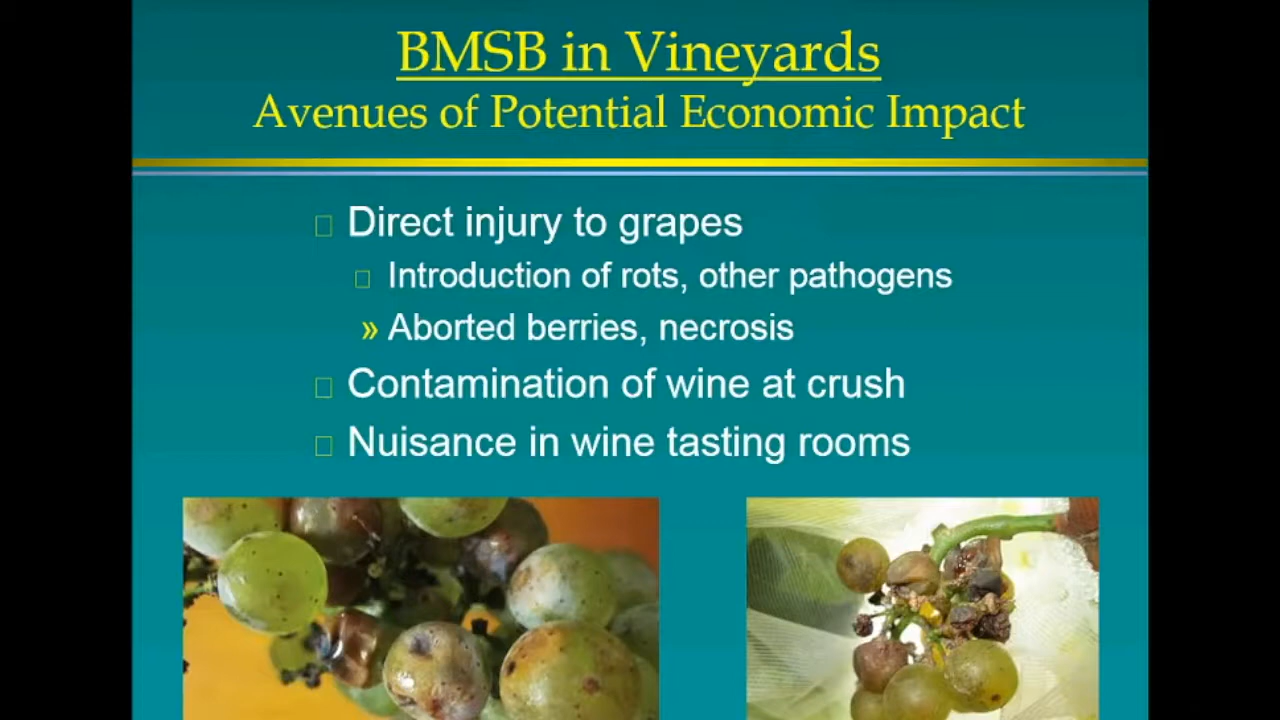 BMSB in Vineyards
Avenues of Potential Economic Impact
Direct injury to grapes
Introduction of rots, other pathogens
» Aborted berries, necrosis
Contamination of wine at crush
Nuisance in wine tasting rooms